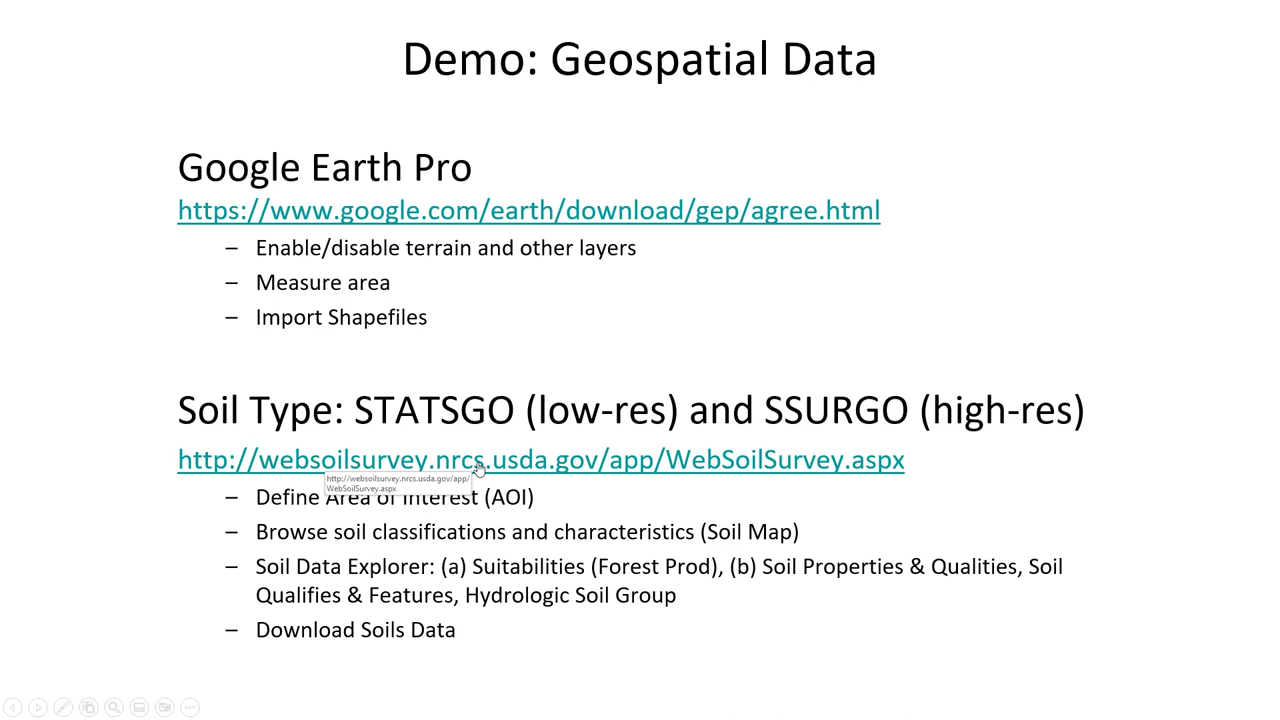 Demo: Geospatial Data
Google Earth Pro
https://www.google.com/earth/download/gep/agree.html
– Enable/disable terrain and other layers
– Measure area
– Import Shapefiles
Soil Type: STATSGO (low-res) and SSURGO (high-res)
http://websoilsurvey.nrcs.usda.gov/app/WebSoilSurvey.aspx
http://websoilsurvey.nrcs.usda.gov/app/
WebSoilSurvey.aspx
– Define Area of Interest (AOI)
– Browse soil classifications and characteristics (Soil Map)
– Soil Data Explorer: (a) Suitabilities (Forest Prod), (b) Soil Properties & Qualities, Soil
Qualifies & Features, Hydrologic Soil Group
– Download Soils Data